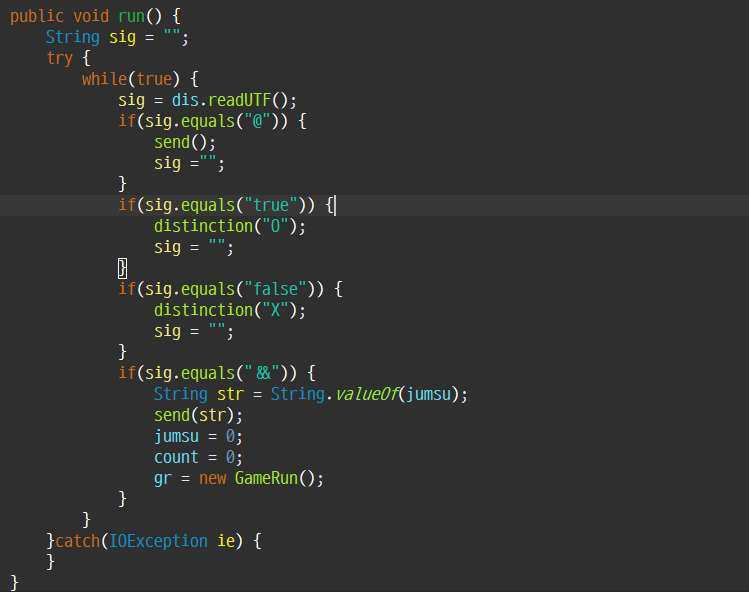 public void run() {
    String sig = "";
    try {
        while(true) {
            sig = dis.readUTF();
            if(sig.equals("@")) {
                send();
                sig ="";
            }
            if(sig.equals("true")) {
                distinction("O");
                sig = "";
            }
            if(sig.equals("false")) {
                distinction("X");
                sig = "";
            }
            if(sig.equals("&&")) {
                String str = String.valueOf(jumsu);
                send(str);
                jumsu = 0;
                count = 0;
                gr = new GameRun();
            }
        }
    }catch(IOException ie) {
    }
}